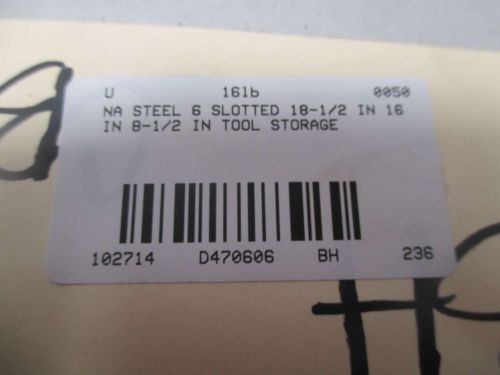 U 16lb 0050
NA STEEL 6 SLOTTED 18-1/2 IN 16
IN 8-1/2 IN TOOL STORAGE
102714 D470606 BH 236